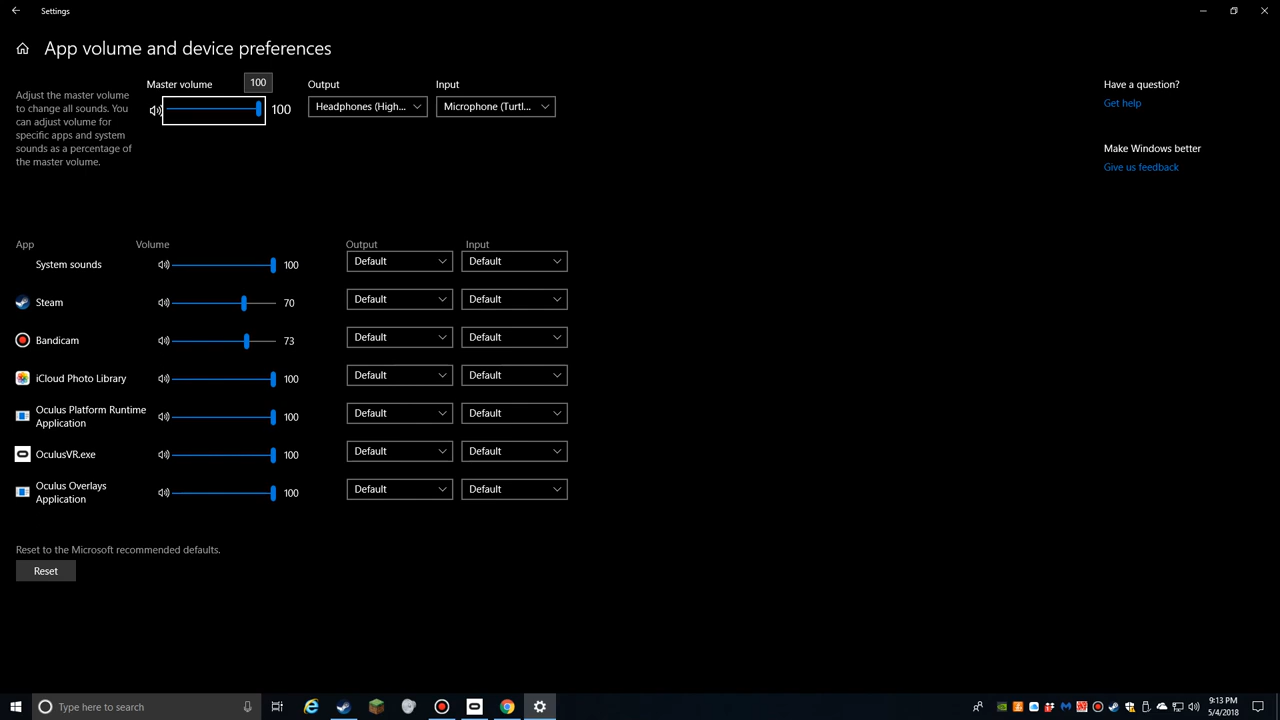 Settings
App volume and device preferences
Adjust the master volume
to change all sounds. You
can adjust volume for
specific apps and system
sounds as a percentage of
the master volume.
Master volume
100
100
Output
Headphones (High...
Input
Microphone (Turtl...
Have a question?
Get help
Make Windows better
Give us feedback
App Volume Output Input
System sounds 100 Default Default
Steam 70 Default Default
Bandicam 73 Default Default
iCloud Photo Library 100 Default Default
Oculus Platform Runtime
Application 100 Default Default
OculusVR.exe 100 Default Default
Oculus Overlays
Application 100 Default Default
Reset to the Microsoft recommended defaults.
Reset
Type here to search
9:13 PM
5/4/2018